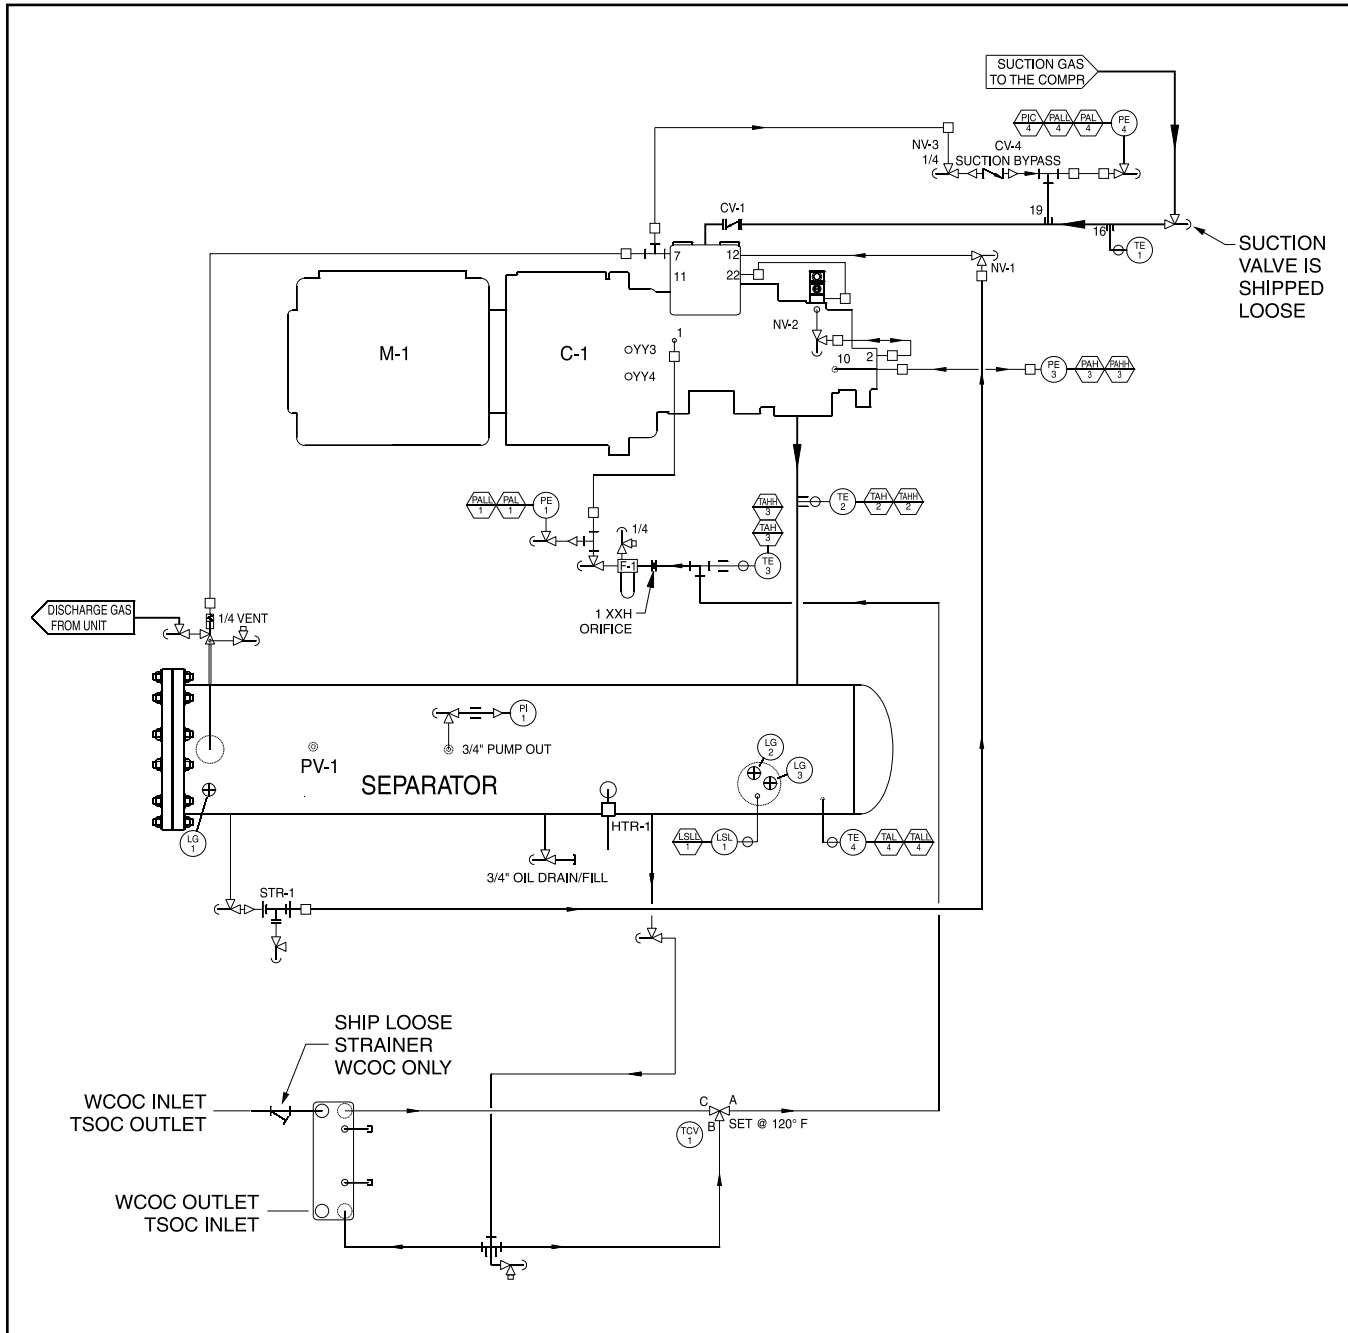 SUCTION GAS
TO THE COMPR
PIC
4
PALL
4
PAL
4
PE
4
NV-3
1/4
CV-4
SUCTION BYPASS
CV-1
19
16
TE
1
SUCTION
VALVE IS
SHIPPED
LOOSE
7
12
11
22
NV-1
M-1
C-1
YY3
YY4
1
NV-2
10
2
PE
3
PAH
3
PAHH
3
PALL
1
PAL
1
PE
1
1/4
F-1
TAHH
3
TAH
3
TE
3
TE
2
TAH
2
TAHH
2
1 XXH
ORIFICE
DISCHARGE GAS
FROM UNIT
1/4 VENT
PI
1
3/4" PUMP OUT
PV-1
SEPARATOR
LG
2
LG
3
LG
1
HTR-1
LSLL
1
LSL
1
TE
4
TAL
4
TALL
4
3/4" OIL DRAIN/FILL
STR-1
SHIP LOOSE
STRAINER
WCOC ONLY
WCOC INLET
TSOC OUTLET
C
A
B
SET @ 120° F
TCV
1
WCOC OUTLET
TSOC INLET